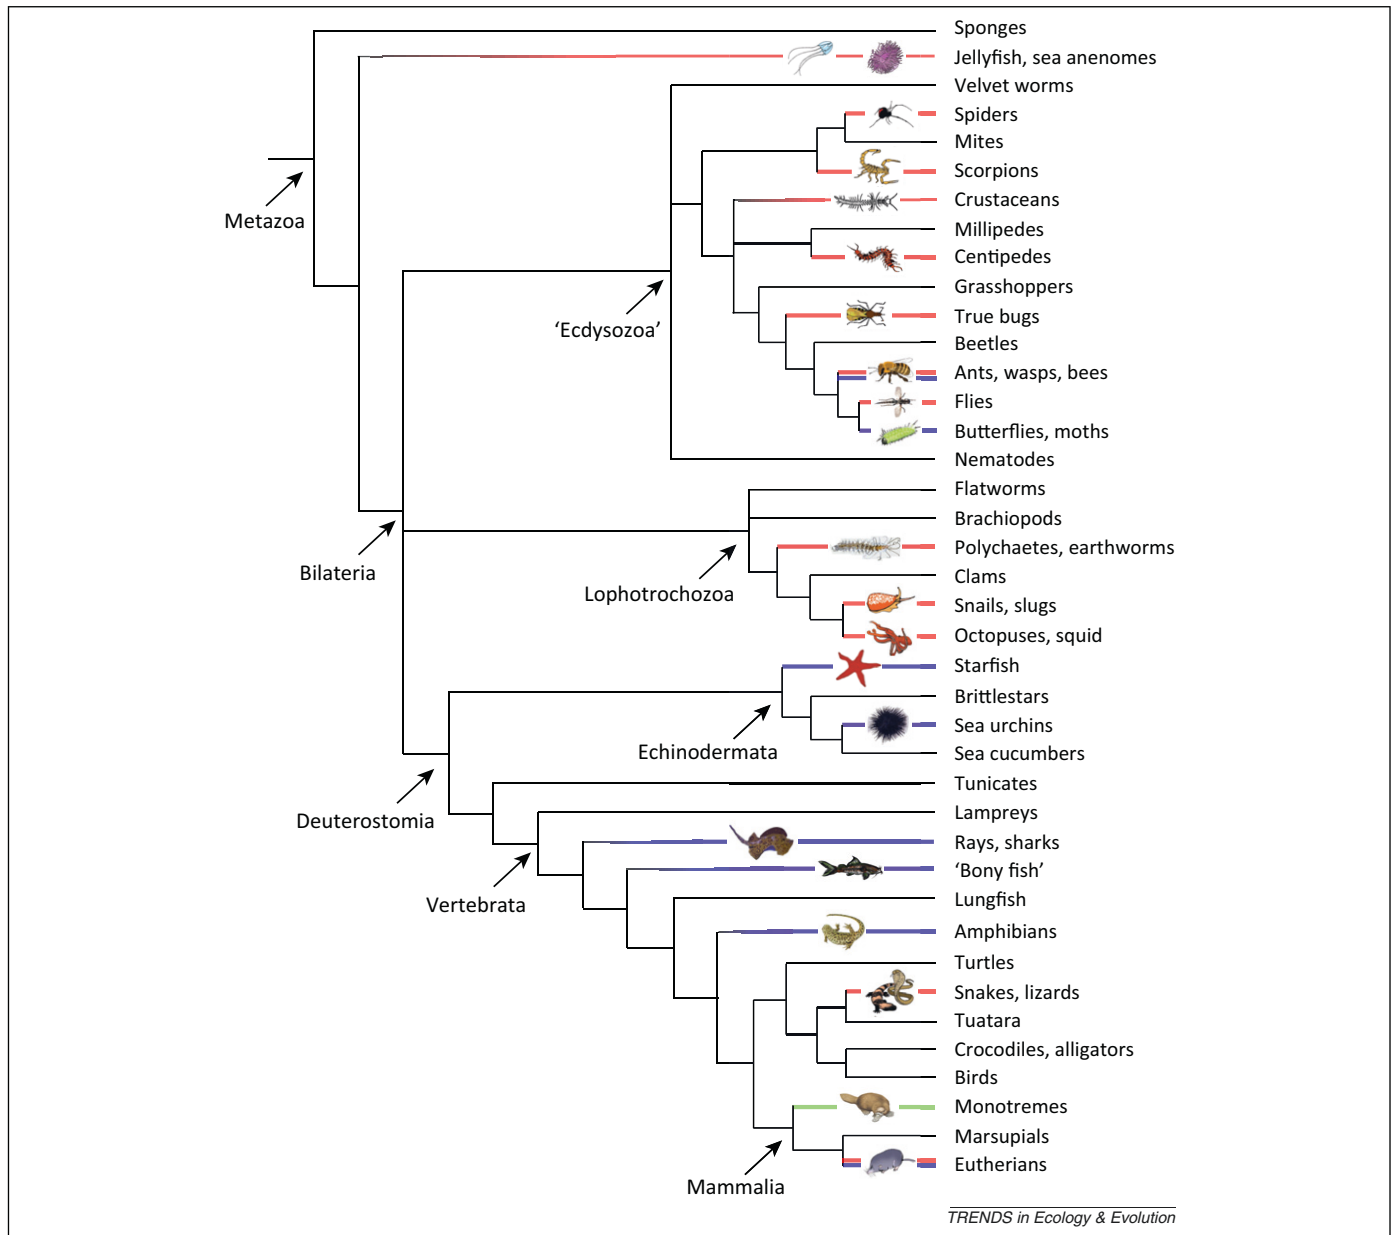 Sponges
Jellyfish, sea anenomes
Velvet worms
Spiders
Mites
Scorpions
Crustaceans
Metazoa
Millipedes
Centipedes
Grasshoppers
True bugs
‘Ecdysozoa’
Beetles
Ants, wasps, bees
Flies
Butterflies, moths
Nematodes
Flatworms
Brachiopods
Polychaetes, earthworms
Bilateria
Clams
Lophotrochozoa
Snails, slugs
Octopuses, squid
Starfish
Brittlestars
Sea urchins
Echinodermata
Sea cucumbers
Tunicates
Lampreys
Deuterostomia
Rays, sharks
‘Bony fish’
Lungfish
Vertebrata
Amphibians
Turtles
Snakes, lizards
Tuatara
Crocodiles, alligators
Birds
Monotremes
Marsupials
Eutherians
Mammalia
TRENDS in Ecology & Evolution